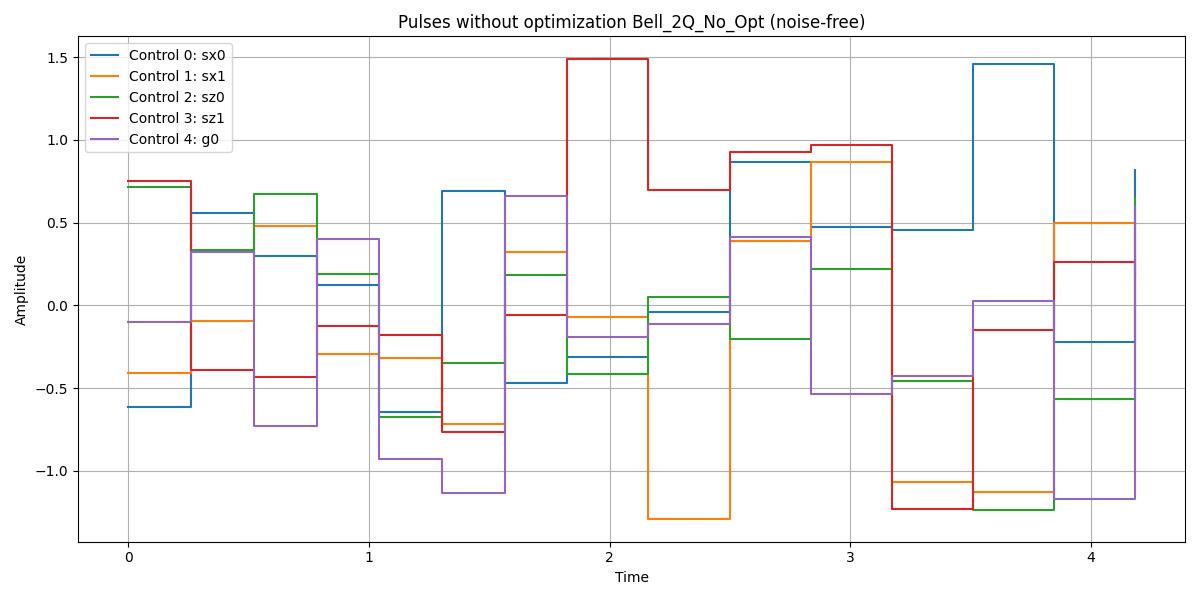 Pulses without optimization Bell_2Q_No_Opt (noise-free)
Control 0: sx0
Control 1: sx1
Control 2: sz0
Control 3: sz1
Control 4: g0
1.5
1.0
0.5
0.0
−0.5
−1.0
Amplitude
0 1 2 3 4
Time